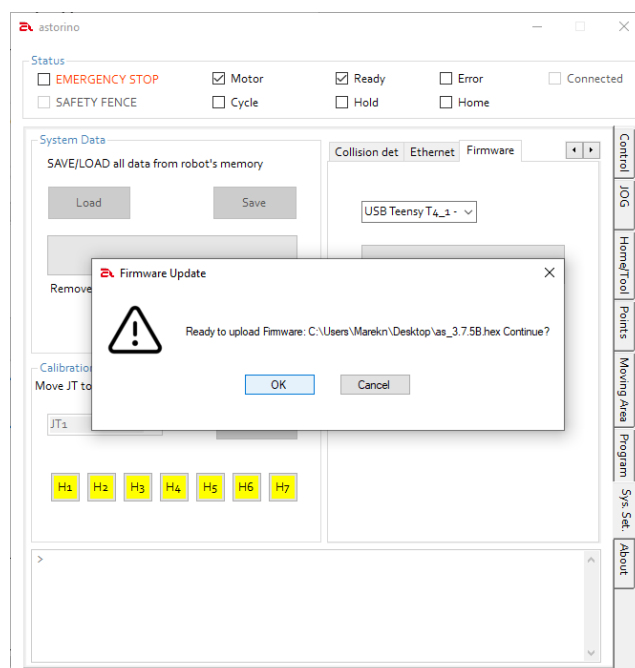 astorino
Status
EMERGENCY STOP
Motor
Ready
Error
Connected
SAFETY FENCE
Cycle
Hold
Home
System Data
SAVE/LOAD all data from robot's memory
Load
Save
Remove
Collision det
Ethernet
Firmware
USB Teensy T4_1 -
Firmware Update
Ready to upload Firmware: C:\Users\Marekn\Desktop\as_3.7.5B.hex Continue?
OK
Cancel
Calibratio
Move JT to
JT1
H1
H2
H3
H4
H5
H6
H7
>
Control
JOG
Home/Tool
Points
Moving Area
Program
Sys. Set.
About